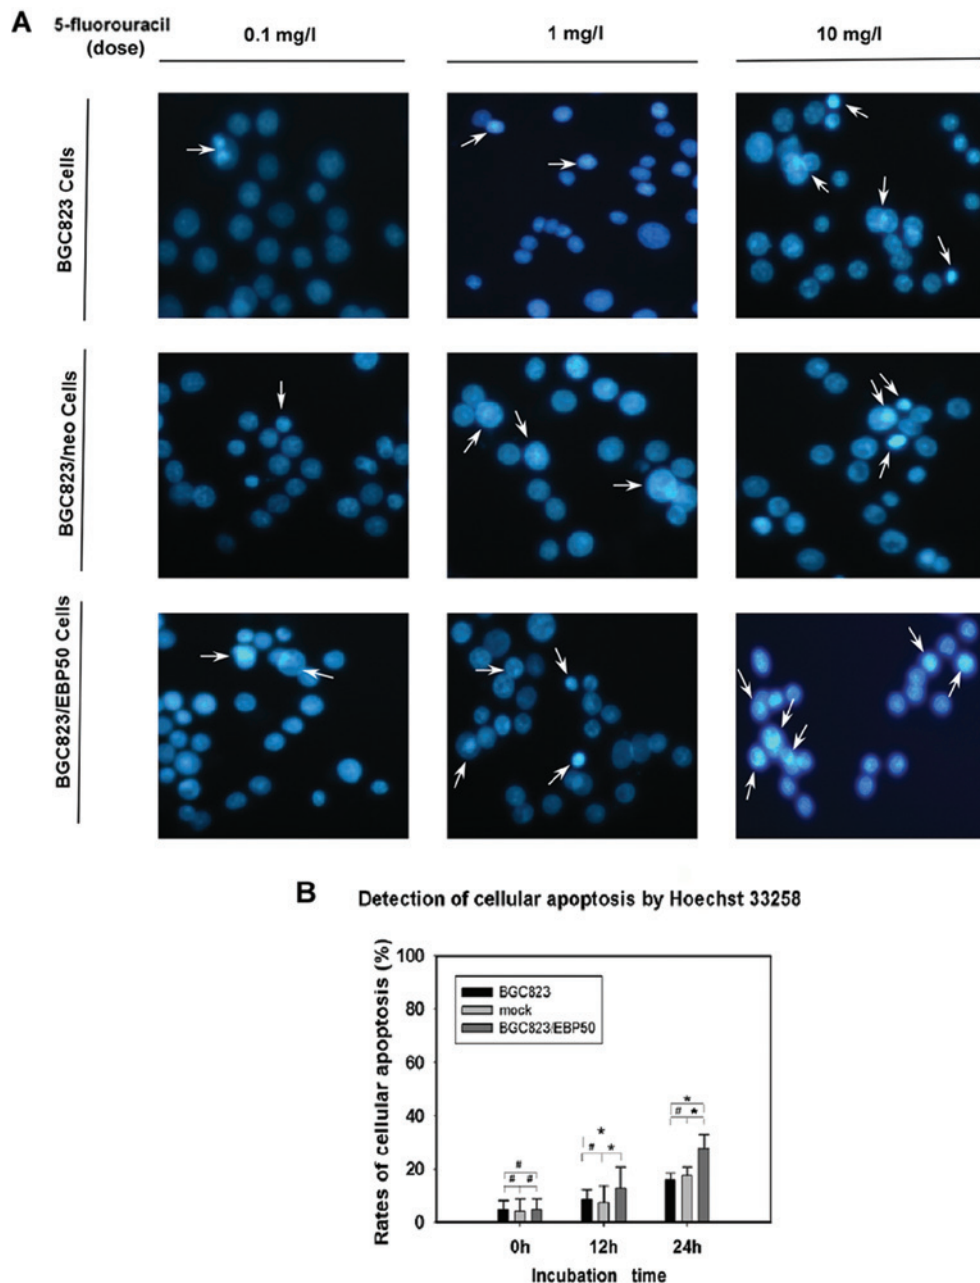 A
5-fluorouracil
(dose)
0.1 mg/l
1 mg/l
10 mg/l
BGC823 Cells
BGC823/neo Cells
BGC823/EBP50 Cells
B
Detection of cellular apoptosis by Hoechst 33258
Rates of cellular apoptosis (%)
100
80
60
40
20
0
BGC823
mock
BGC823/EBP50
#
# #
*
# *
*
# *
0h
12h
24h
Incubation time